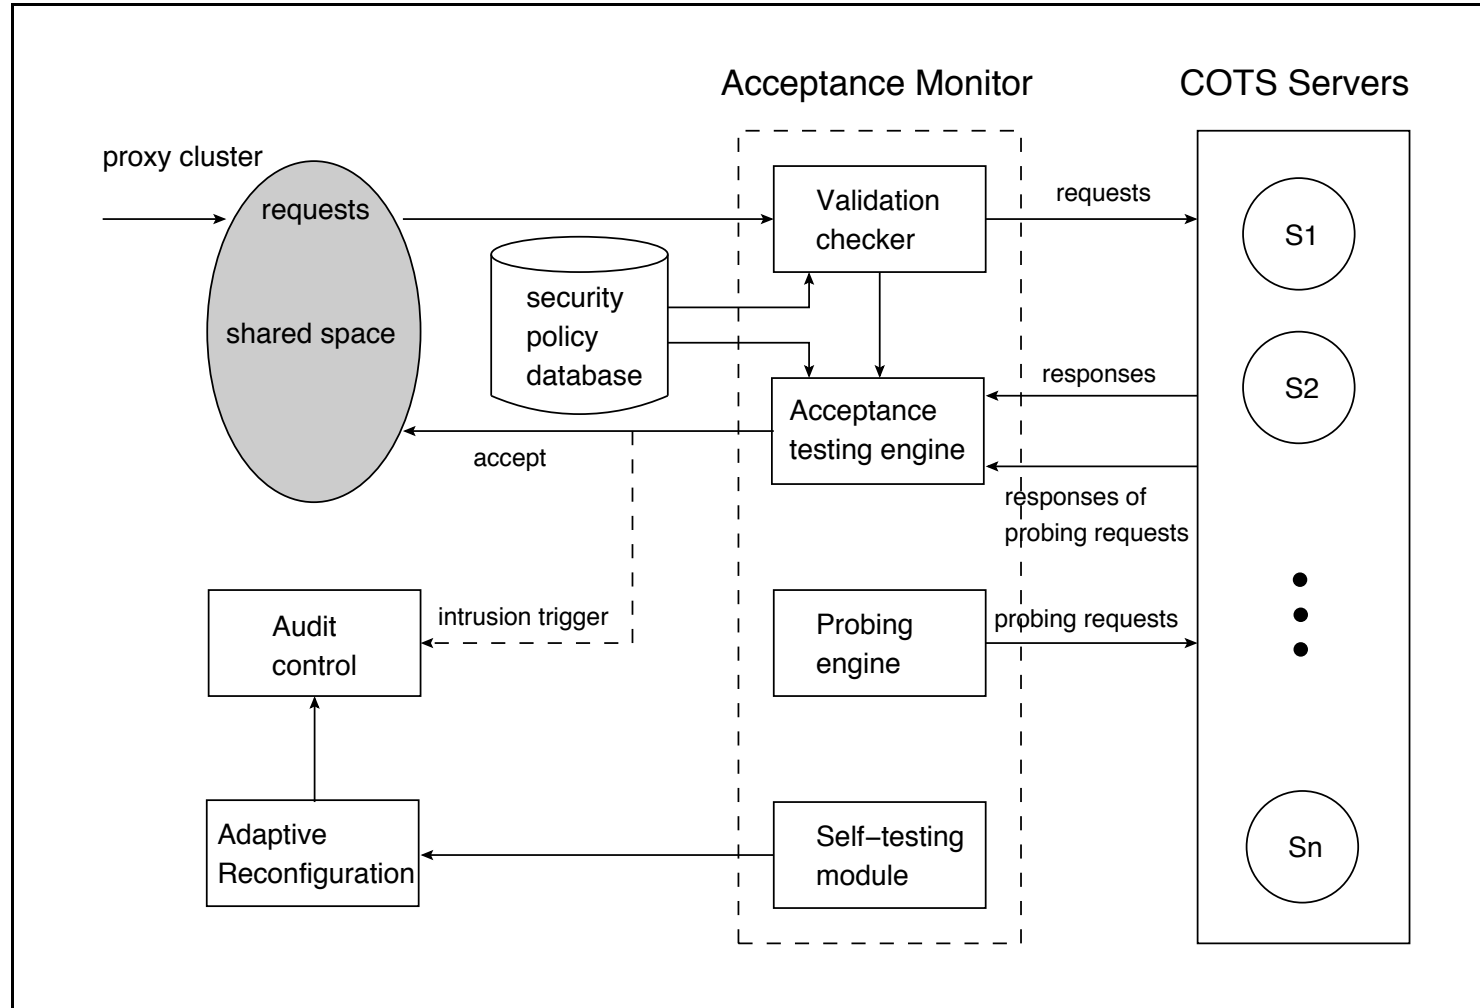 Acceptance Monitor
COTS Servers
proxy cluster
requests
shared space
security
policy
database
Validation
checker
requests
S1
responses
S2
Acceptance
testing engine
accept
responses of
probing requests
intrusion trigger
Audit
control
Probing
engine
probing requests
Adaptive
Reconfiguration
Self−testing
module
Sn